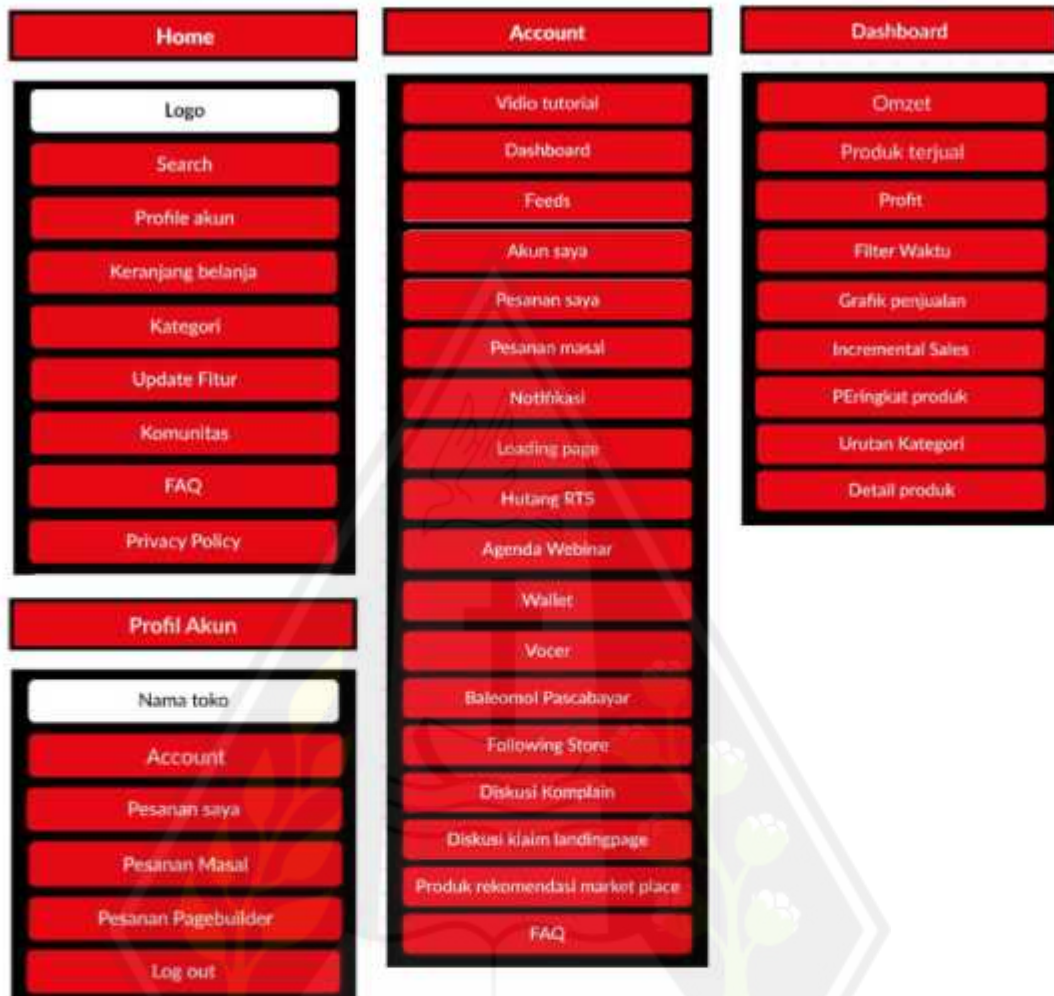 Home
Logo
Search
Profile akun
Keranjang belanja
Kategori
Update Fitur
Komunitas
FAQ
Privacy Policy
Profil Akun
Nama toko
Account
Pesanan saya
Pesanan Masal
Pesanan Pagebuilder
Log out
Account
Vidio tutorial
Dashboard
Feeds
Akun saya
Pesanan saya
Pesanan masal
Notifikasi
Loading page
Hutang RTS
Agenda Webinar
Wallet
Vocer
Baleomol Pascabayar
Following Store
Diskusi Komplain
Diskusi klaim landingpage
Produk rekomendasi market place
FAQ
Dashboard
Omzet
Produk terjual
Profit
Filter Waktu
Grafik penjualan
Incremental Sales
PEringkat produk
Urutan Kategori
Detail produk